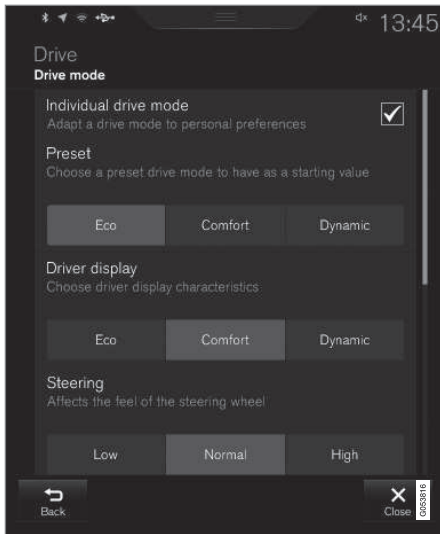 13:45
Drive
Drive mode
Individual drive mode
Adapt a drive mode to personal preferences
Preset
Choose a preset drive mode to have as a starting value
Eco Comfort Dynamic
Driver display
Choose driver display characteristics
Eco Comfort Dynamic
Steering
Affects the feel of the steering wheel
Low Normal High
Back
Close
G053816